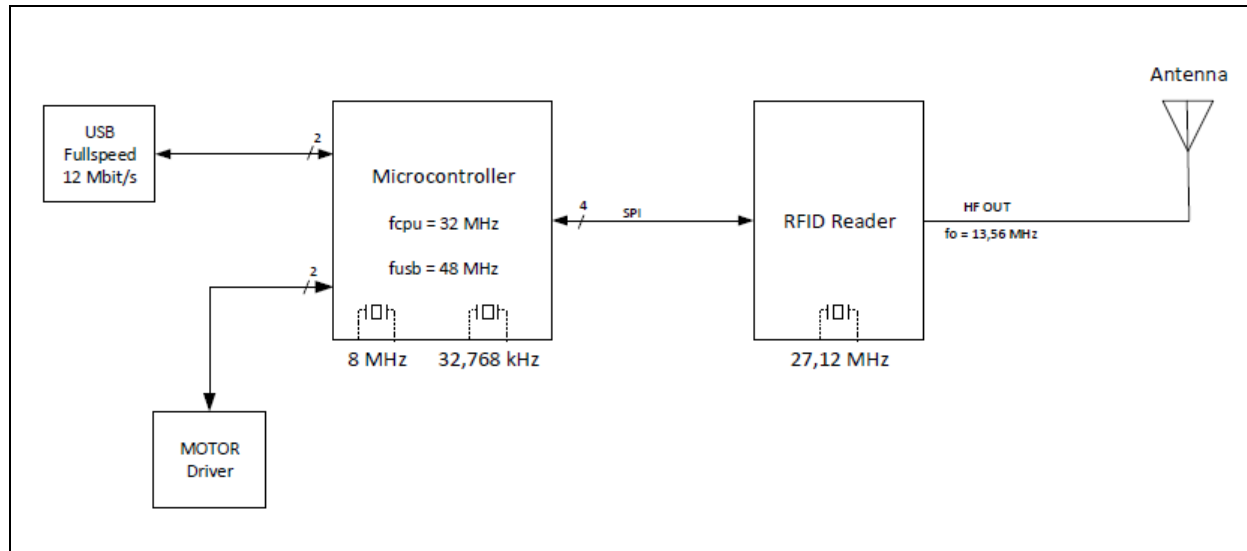 Antenna
USB
Fullspeed
12 Mbit/s
2
Microcontroller
fcpu = 32 MHz
fusb = 48 MHz
4
SPI
RFID Reader
HF OUT
fo = 13,56 MHz
2
8 MHz
32,768 kHz
27,12 MHz
MOTOR
Driver